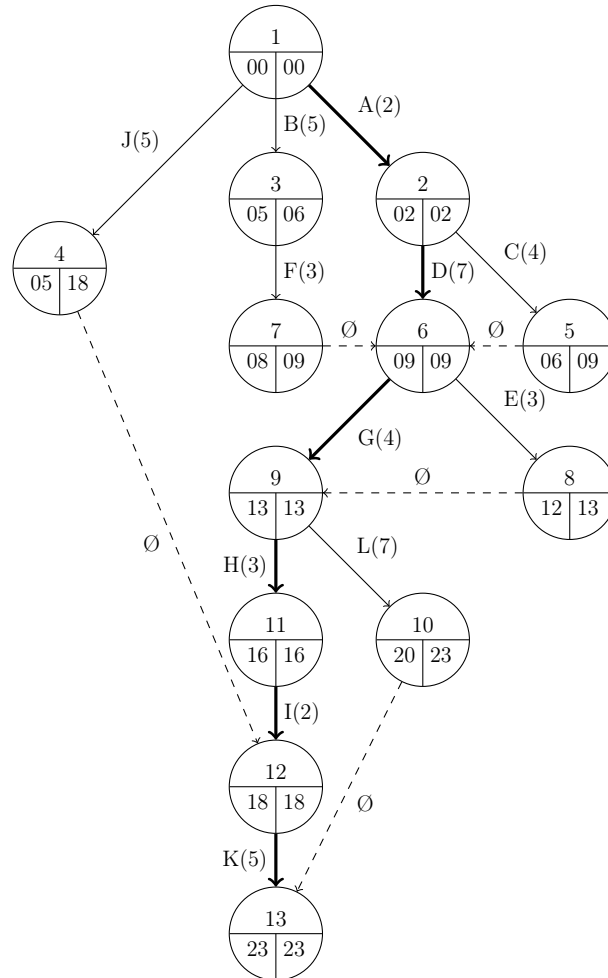 1
00 00
A(2)
B(5)
J(5)
3
05 06
2
02 02
4
05 18
F(3)
D(7)
C(4)
7
08 09
Ø
6
09 09
Ø
5
06 09
E(3)
G(4)
9
13 13
Ø
8
12 13
Ø
H(3)
L(7)
11
16 16
10
20 23
I(2)
12
18 18
Ø
K(5)
13
23 23